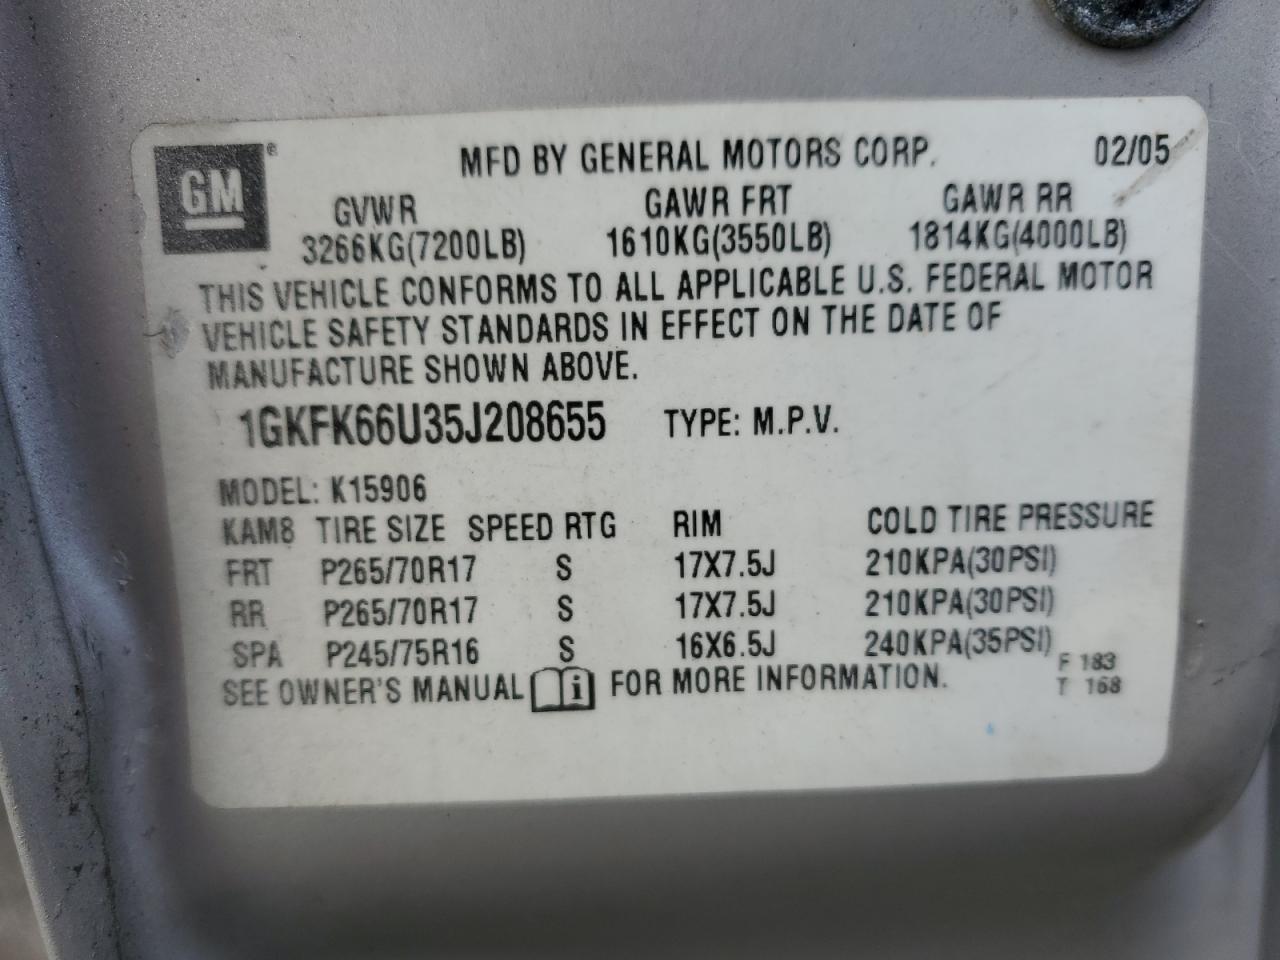 GM®
MFD BY GENERAL MOTORS CORP. 02/05
GVWR GAWR FRT GAWR RR
3266KG(7200LB) 1610KG(3550LB) 1814KG(4000LB)
THIS VEHICLE CONFORMS TO ALL APPLICABLE U.S. FEDERAL MOTOR
VEHICLE SAFETY STANDARDS IN EFFECT ON THE DATE OF
MANUFACTURE SHOWN ABOVE.
1GKFK66U35J208655 TYPE: M.P.V.
MODEL: K15906
KAM8 TIRE SIZE SPEED RTG RIM COLD TIRE PRESSURE
FRT P265/70R17 S 17X7.5J 210KPA(30PSI)
RR P265/70R17 S 17X7.5J 210KPA(30PSI)
SPA P245/75R16 S 16X6.5J 240KPA(35PSI)
SEE OWNER'S MANUAL i FOR MORE INFORMATION.
F 183
T 168